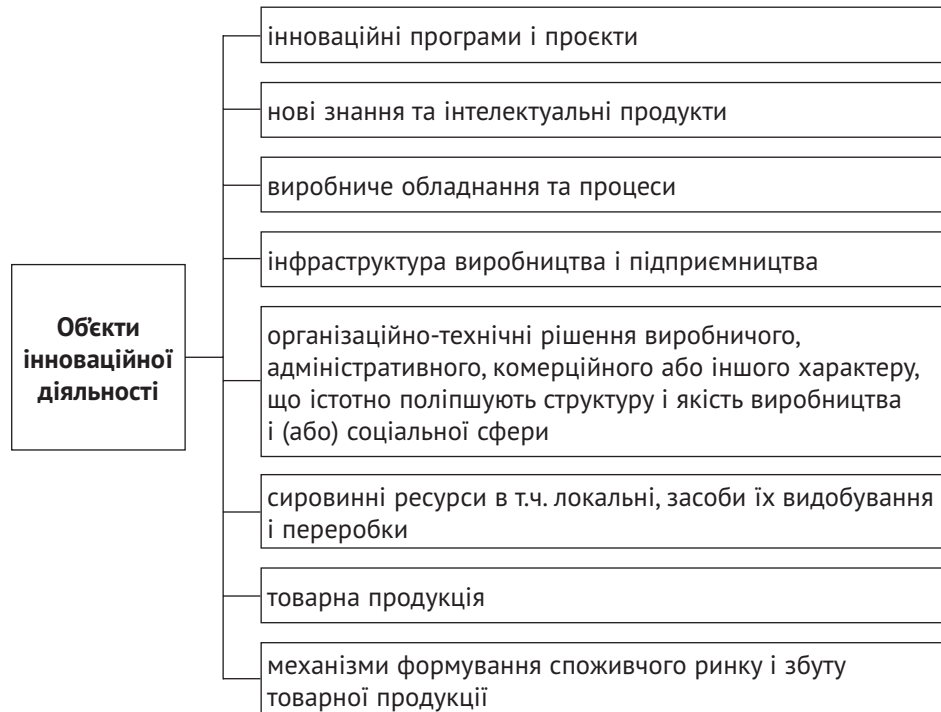 інноваційні програми і проєкти
нові знання та інтелектуальні продукти
виробниче обладнання та процеси
інфраструктура виробництва і підприємництва
Об'єкти
інноваційної
діяльності
організаційно-технічні рішення виробничого,
адміністративного, комерційного або іншого характеру,
що істотно поліпшують структуру і якість виробництва
і (або) соціальної сфери
сировинні ресурси в т.ч. локальні, засоби їх видобування
і переробки
товарна продукція
механізми формування споживчого ринку і збуту
товарної продукції